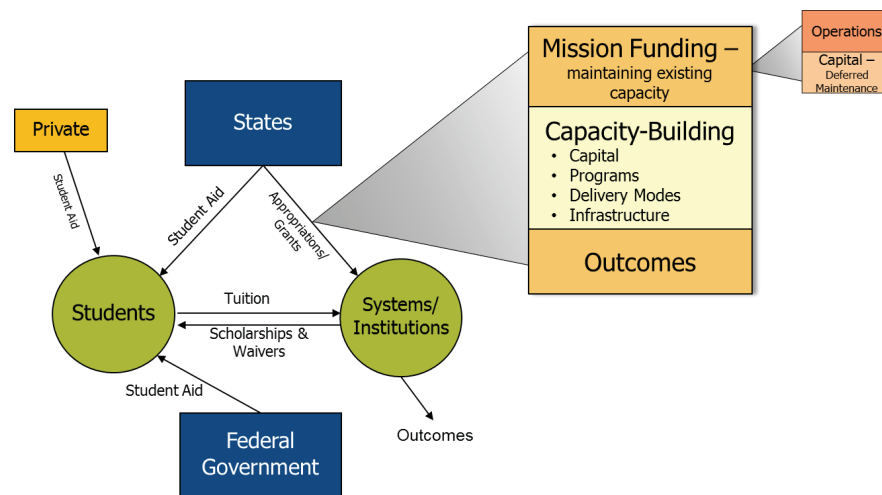 Private
States
Student Aid
Student Aid
Appropriations/
Grants
Students
Tuition
Scholarships &
Waivers
Systems/
Institutions
Student Aid
Federal
Government
Outcomes
Mission Funding –
maintaining existing
capacity
Capacity-Building
• Capital
• Programs
• Delivery Modes
• Infrastructure
Outcomes
Operations
Capital –
Deferred
Maintenance